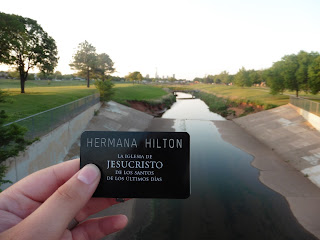 HERMANA HILTON
LA IGLESIA DE
JESUCRISTO
DE LOS SANTOS
DE LOS ÚLTIMOS DÍAS